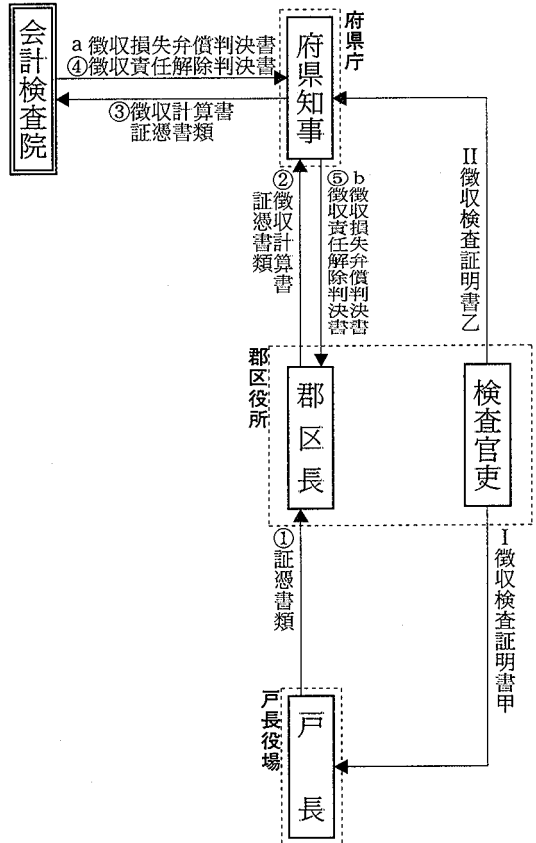 会計検査院
a 徴収損失弁償判決書
④徴収責任解除判決書
③徴収計算書
証憑書類
府県庁
府県知事
②徴収計算書
証憑書類
b 徴収損失弁償判決書
⑤徴収責任解除判決書
II 徴収検査証明書乙
郡区役所
郡区長
検査官吏
①証憑書類
I 徴収検査証明書甲
戸長役場
戸長